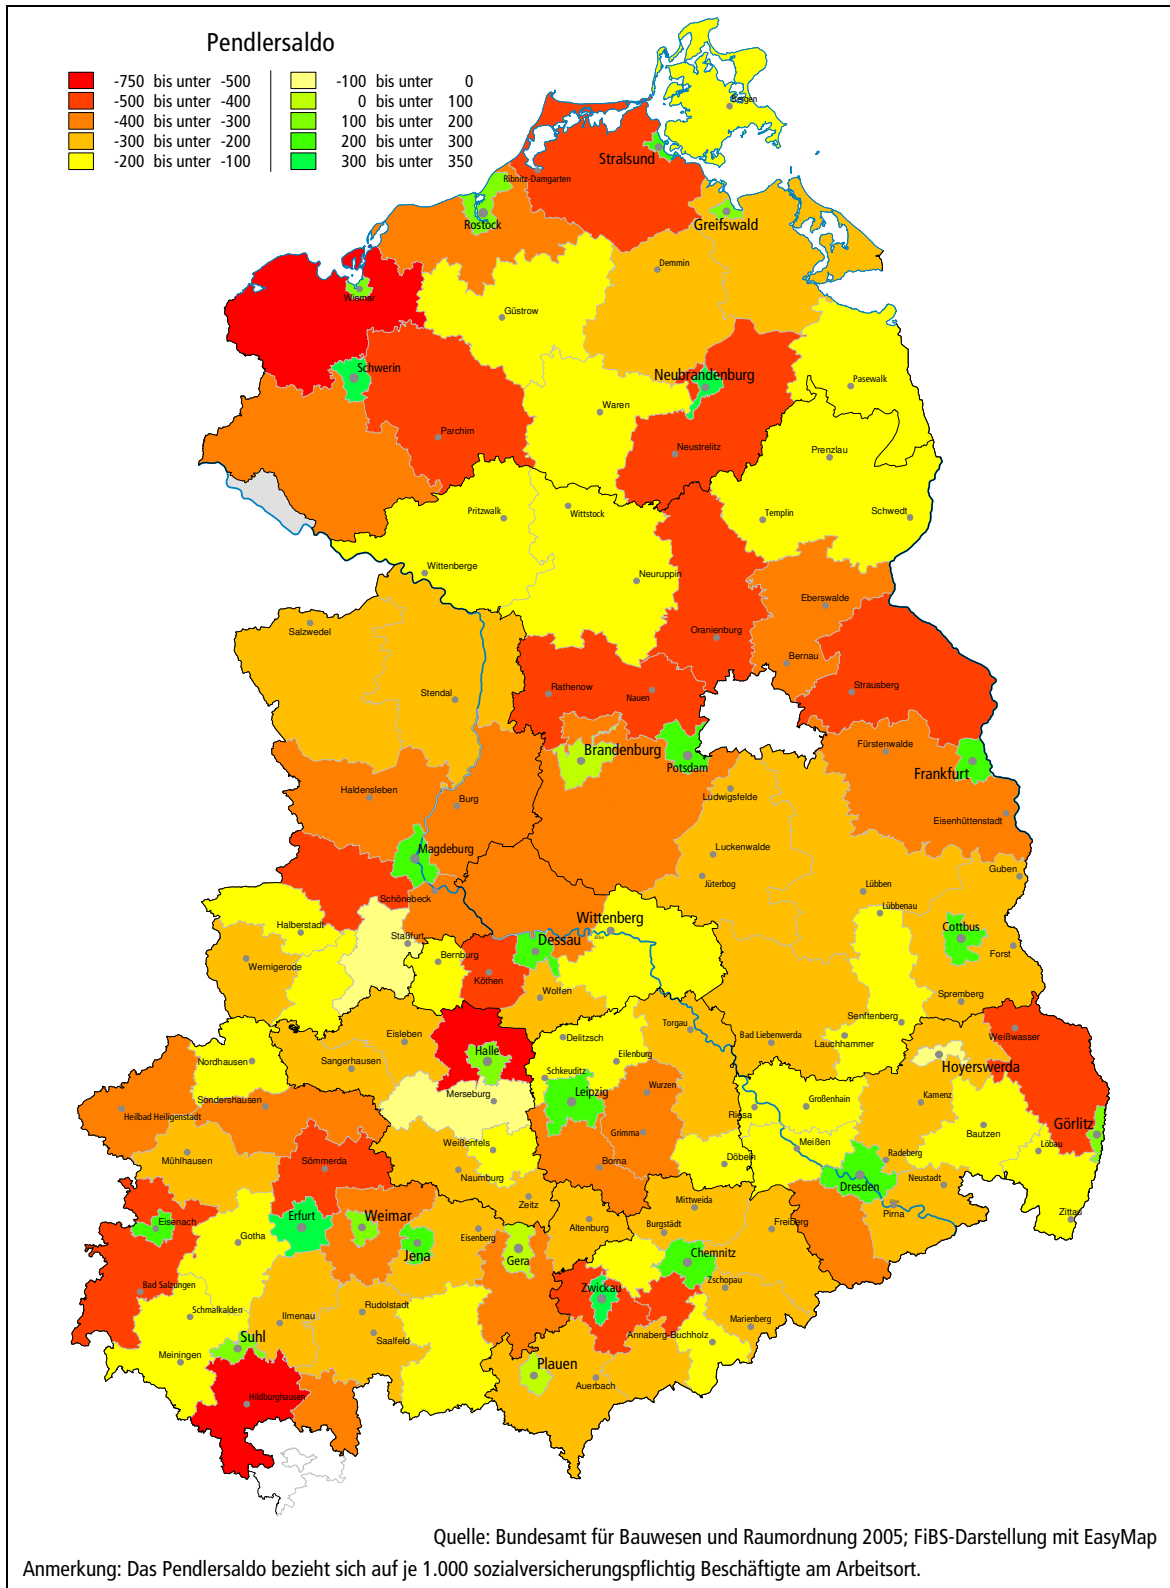 Pendlersaldo
-750 bis unter -500
-500 bis unter -400
-400 bis unter -300
-300 bis unter -200
-200 bis unter -100
-100 bis unter 0
0 bis unter 100
100 bis unter 200
200 bis unter 300
300 bis unter 350
Bergen
Stralsund
Ribnitz-Damgarten
Rostock
Greifswald
Demmin
Wismar
Güstrow
Schwerin
Neubrandenburg
Pasewalk
Waren
Parchim
Neustrelitz
Prenzlau
Pritzwalk
Wittstock
Templin
Schwedt
Wittenberge
Neuruppin
Eberswalde
Salzwedel
Oranienburg
Bernau
Stendal
Rathenow
Nauen
Strausberg
Brandenburg
Potsdam
Fürstenwalde
Frankfurt
Haldensleben
Burg
Ludwigsfelde
Eisenhüttenstadt
Magdeburg
Luckenwalde
Jüterbog
Guben
Schönebeck
Lübben
Lübbenau
Halberstadt
Staßfurt
Wittenberg
Dessau
Cottbus
Wernigerode
Bernburg
Köthen
Forst
Wolfen
Spremberg
Eisleben
Torgau
Bad Liebenwerda
Senftenberg
Lauchhammer
Weißwasser
Nordhausen
Sangerhausen
Halle
Delitzsch
Eilenburg
Hoyerswerda
Schkeuditz
Leipzig
Wurzen
Merseburg
Sondershausen
Heilbad Heiligenstadt
Riesa
Großenhain
Kamenz
Görlitz
Grimma
Meißen
Bautzen
Löbau
Mühlhausen
Sömmerda
Weißenfels
Naumburg
Borna
Döbeln
Radeberg
Dresden
Neustadt
Zeitz
Mittweida
Pirna
Zittau
Eisenach
Erfurt
Weimar
Jena
Eisenberg
Gera
Altenburg
Burgstädt
Freiberg
Gotha
Chemnitz
Zschopau
Bad Salzungen
Zwickau
Schmalkalden
Ilmenau
Rudolstadt
Saalfeld
Marienberg
Annaberg-Buchholz
Suhl
Meiningen
Plauen
Auerbach
Hildburghausen
Quelle: Bundesamt für Bauwesen und Raumordnung 2005; FiBS-Darstellung mit EasyMap
Anmerkung: Das Pendlersaldo bezieht sich auf je 1.000 sozialversicherungspflichtig Beschäftigte am Arbeitsort.